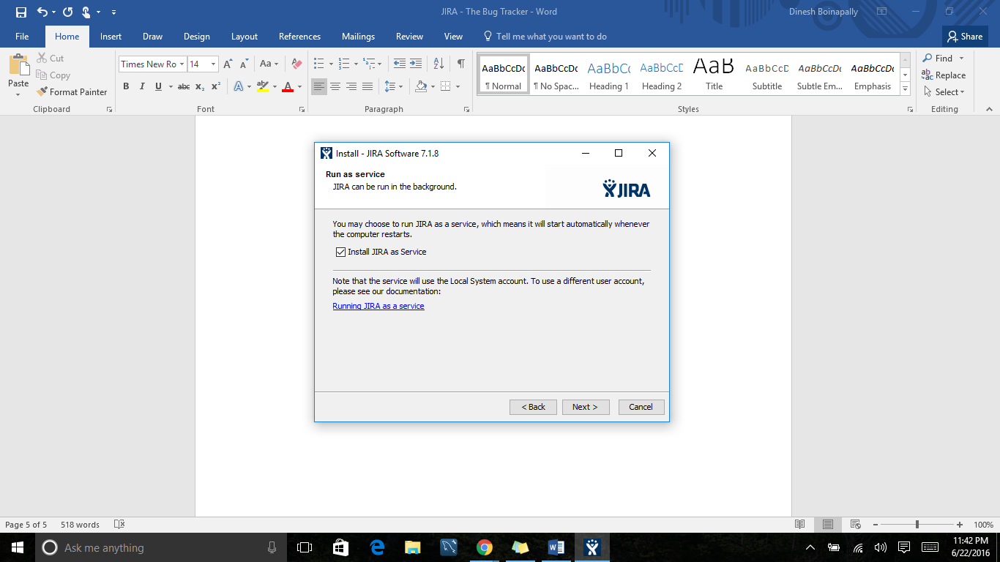 JIRA - The Bug Tracker - Word
Dinesh Boinapally
File Home Insert Draw Design Layout References Mailings Review View Tell me what you want to do Share
Paste
Cut
Copy
Format Painter
Clipboard
Times New Ro 14
Aa
B I U abc x2 x2 A ab A
Font
Paragraph
AaBbCcDc AaBbCcDc AaBbCc AaBbCcD AaB AaBbCcD AaBbCcDc AaBbCcDc
¶ Normal ¶ No Spac... Heading 1 Heading 2 Title Subtitle Subtle Em... Emphasis
Styles
Find
Replace
Select
Editing
Install - JIRA Software 7.1.8
Run as service
JIRA can be run in the background.
JIRA
You may choose to run JIRA as a service, which means it will start automatically whenever
the computer restarts.
Install JIRA as Service
Note that the service will use the Local System account. To use a different user account,
please see our documentation:
Running JIRA as a service
< Back Next > Cancel
Page 5 of 5 518 words 100%
Ask me anything
11:42 PM
6/22/2016